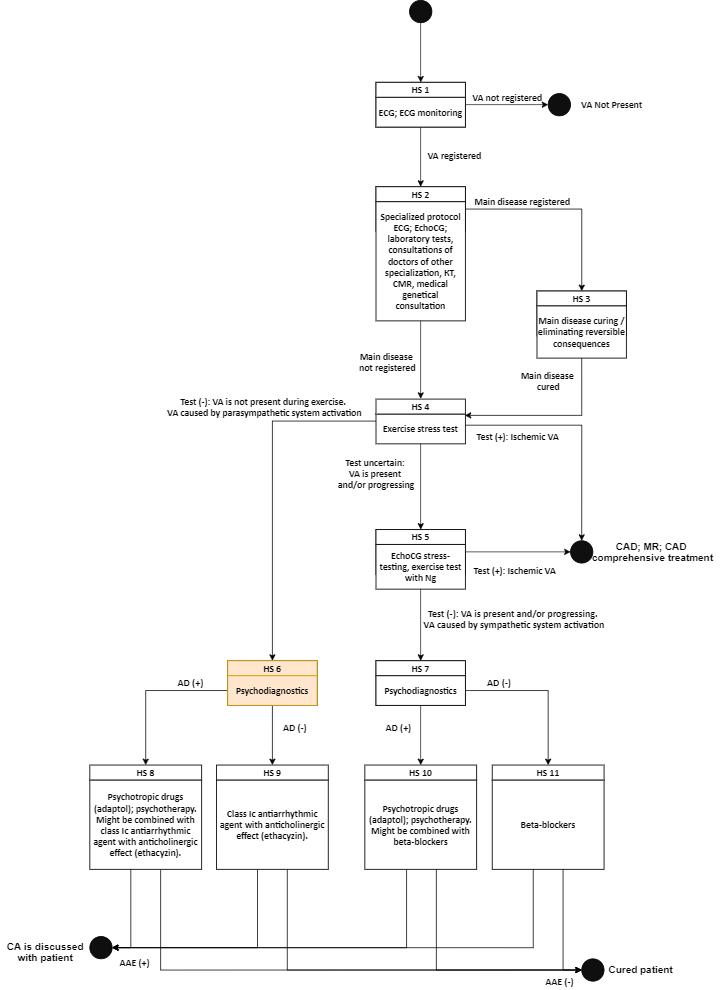 HS 1
ECG; ECG monitoring
VA not registered
VA Not Present
VA registered
HS 2
Specialized protocol
ECG; EchoCG;
laboratory tests,
consultations of
doctors of other
specialization, KT,
CMR, medical
genetical
consultation
Main disease registered
HS 3
Main disease curing /
eliminating reversible
consequences
Main disease
not registered
Main disease
cured
HS 4
Exercise stress test
Test (-): VA is not present during exercise.
VA caused by parasympathetic system activation
Test (+): Ischemic VA
Test uncertain:
VA is present
and/or progressing
HS 5
EchoCG stress-
testing, exercise test
with Ng
Test (+): Ischemic VA
CAD; MR; CAD
comprehensive treatment
Test (-): VA is present and/or progressing.
VA caused by sympathetic system activation
HS 6
Psychodiagnostics
HS 7
Psychodiagnostics
AD (+)
AD (-)
AD (+)
AD (-)
HS 8
Psychotropic drugs
(adaptol); psychotherapy.
Might be combined with
class Ic antiarrhythmic
agent with anticholinergic
effect (ethacyzin).
HS 9
Class Ic antiarrhythmic
agent with anticholinergic
effect (ethacyzin).
HS 10
Psychotropic drugs
(adaptol); psychotherapy.
Might be combined with
beta-blockers
HS 11
Beta-blockers
CA is discussed
with patient
AAE (+)
AAE (-)
Cured patient